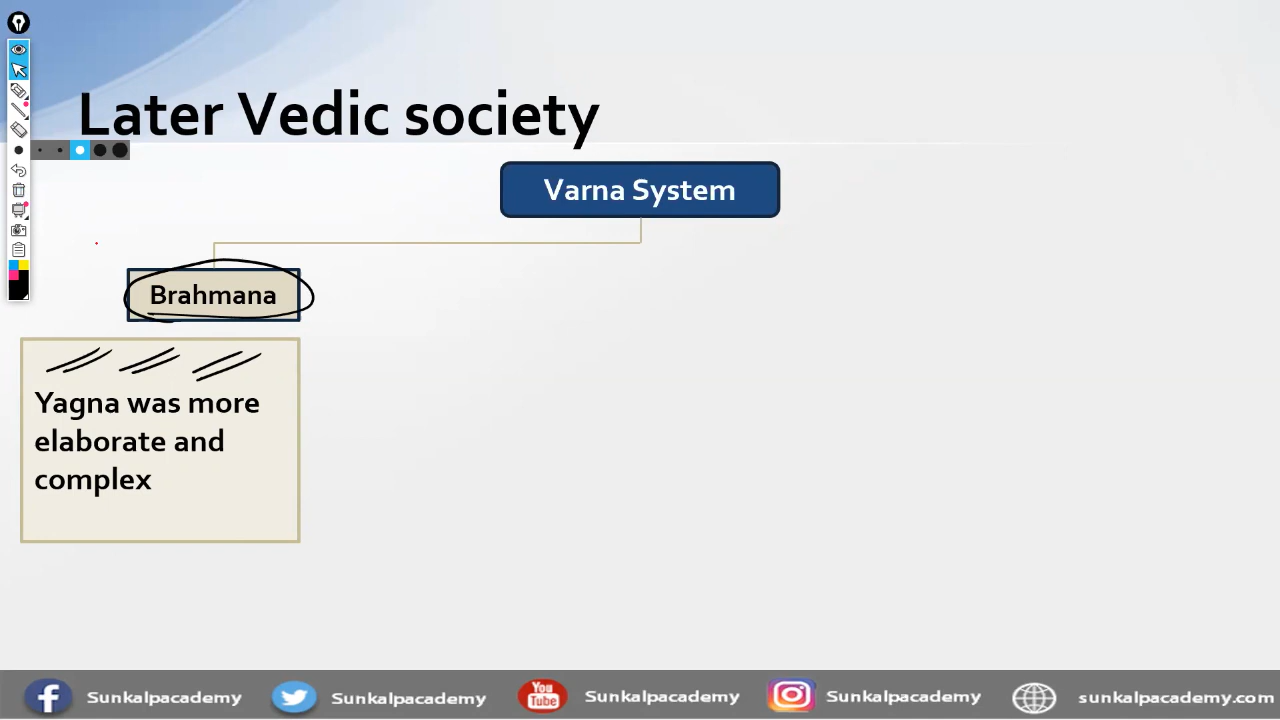 Later Vedic society
Varna System
Brahmana
Yagna was more
elaborate and
complex
Sunkalpacademy
Sunkalpacademy
You
Tube
Sunkalpacademy
Sunkalpacademy
sunkalpacademy.com